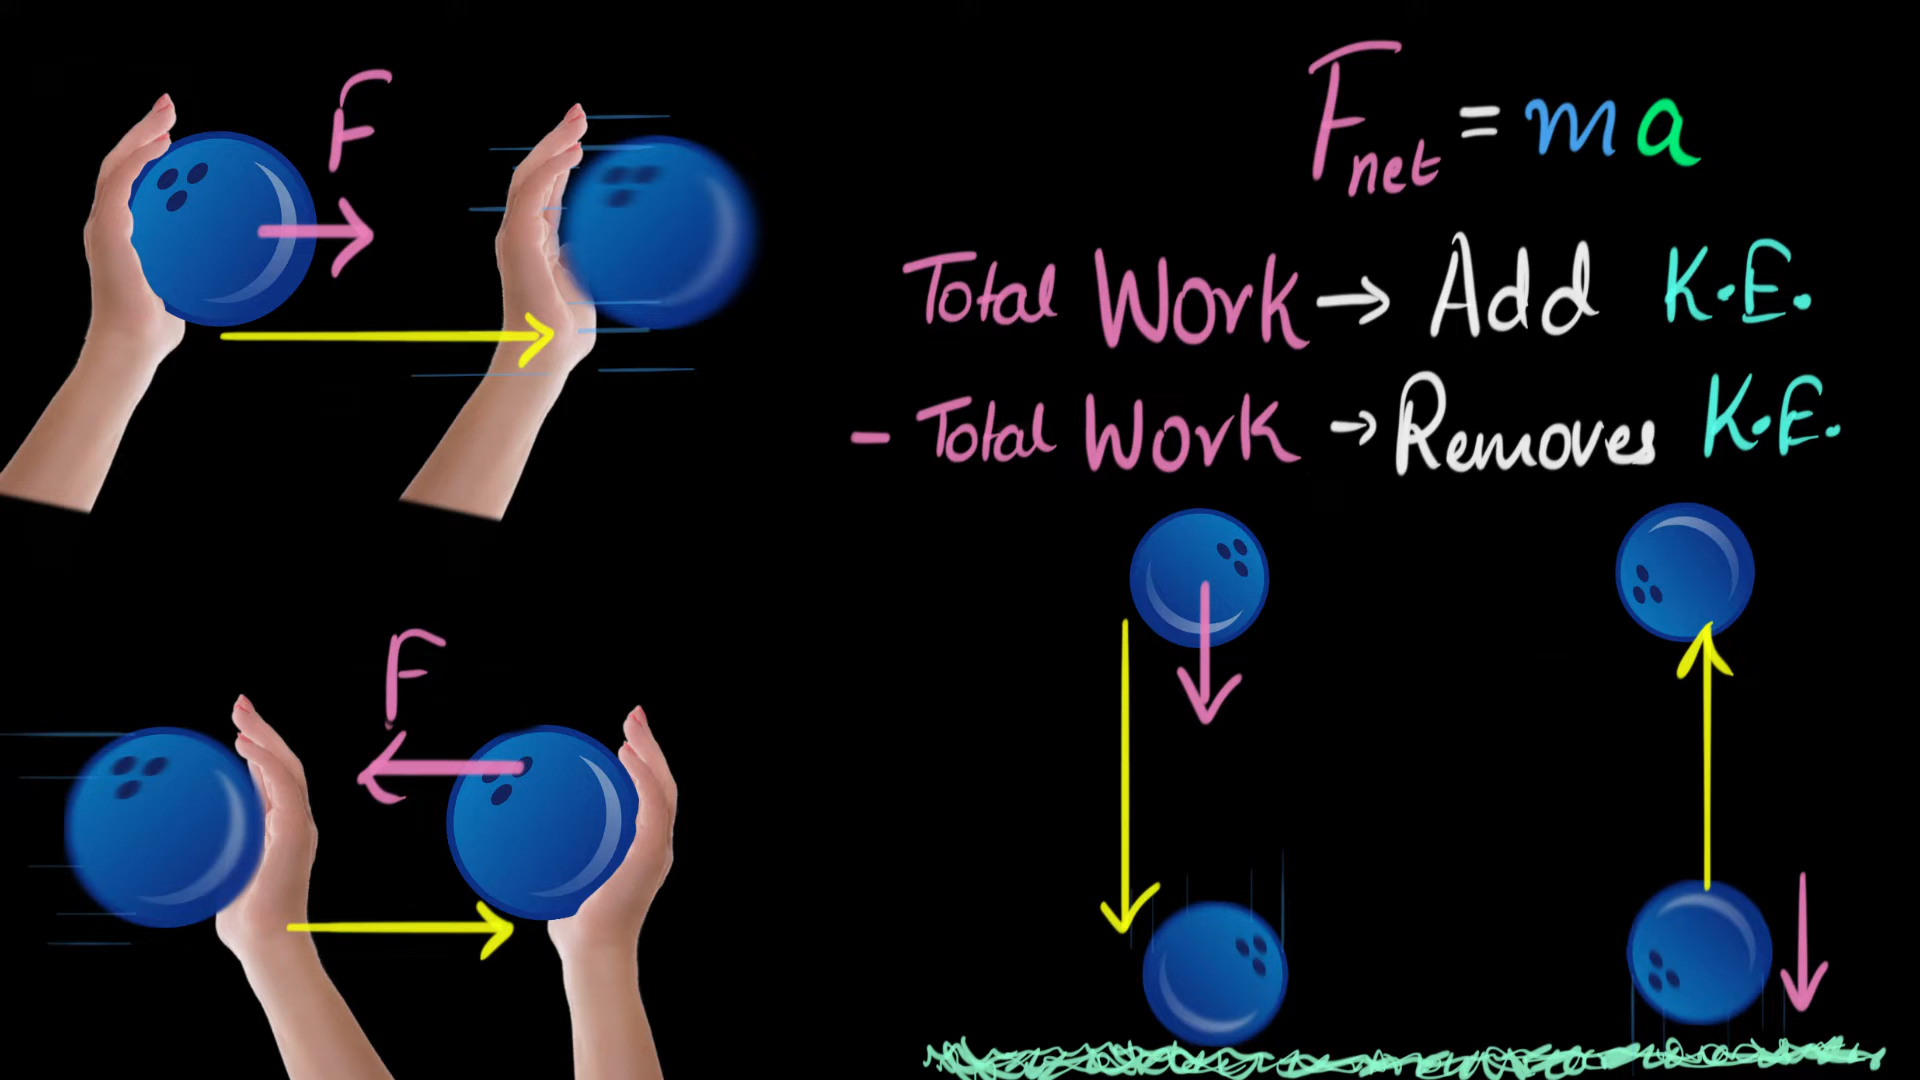 F
F
Fnet = ma
Total Work → Add K.E.
- Total Work → Removes K.E.